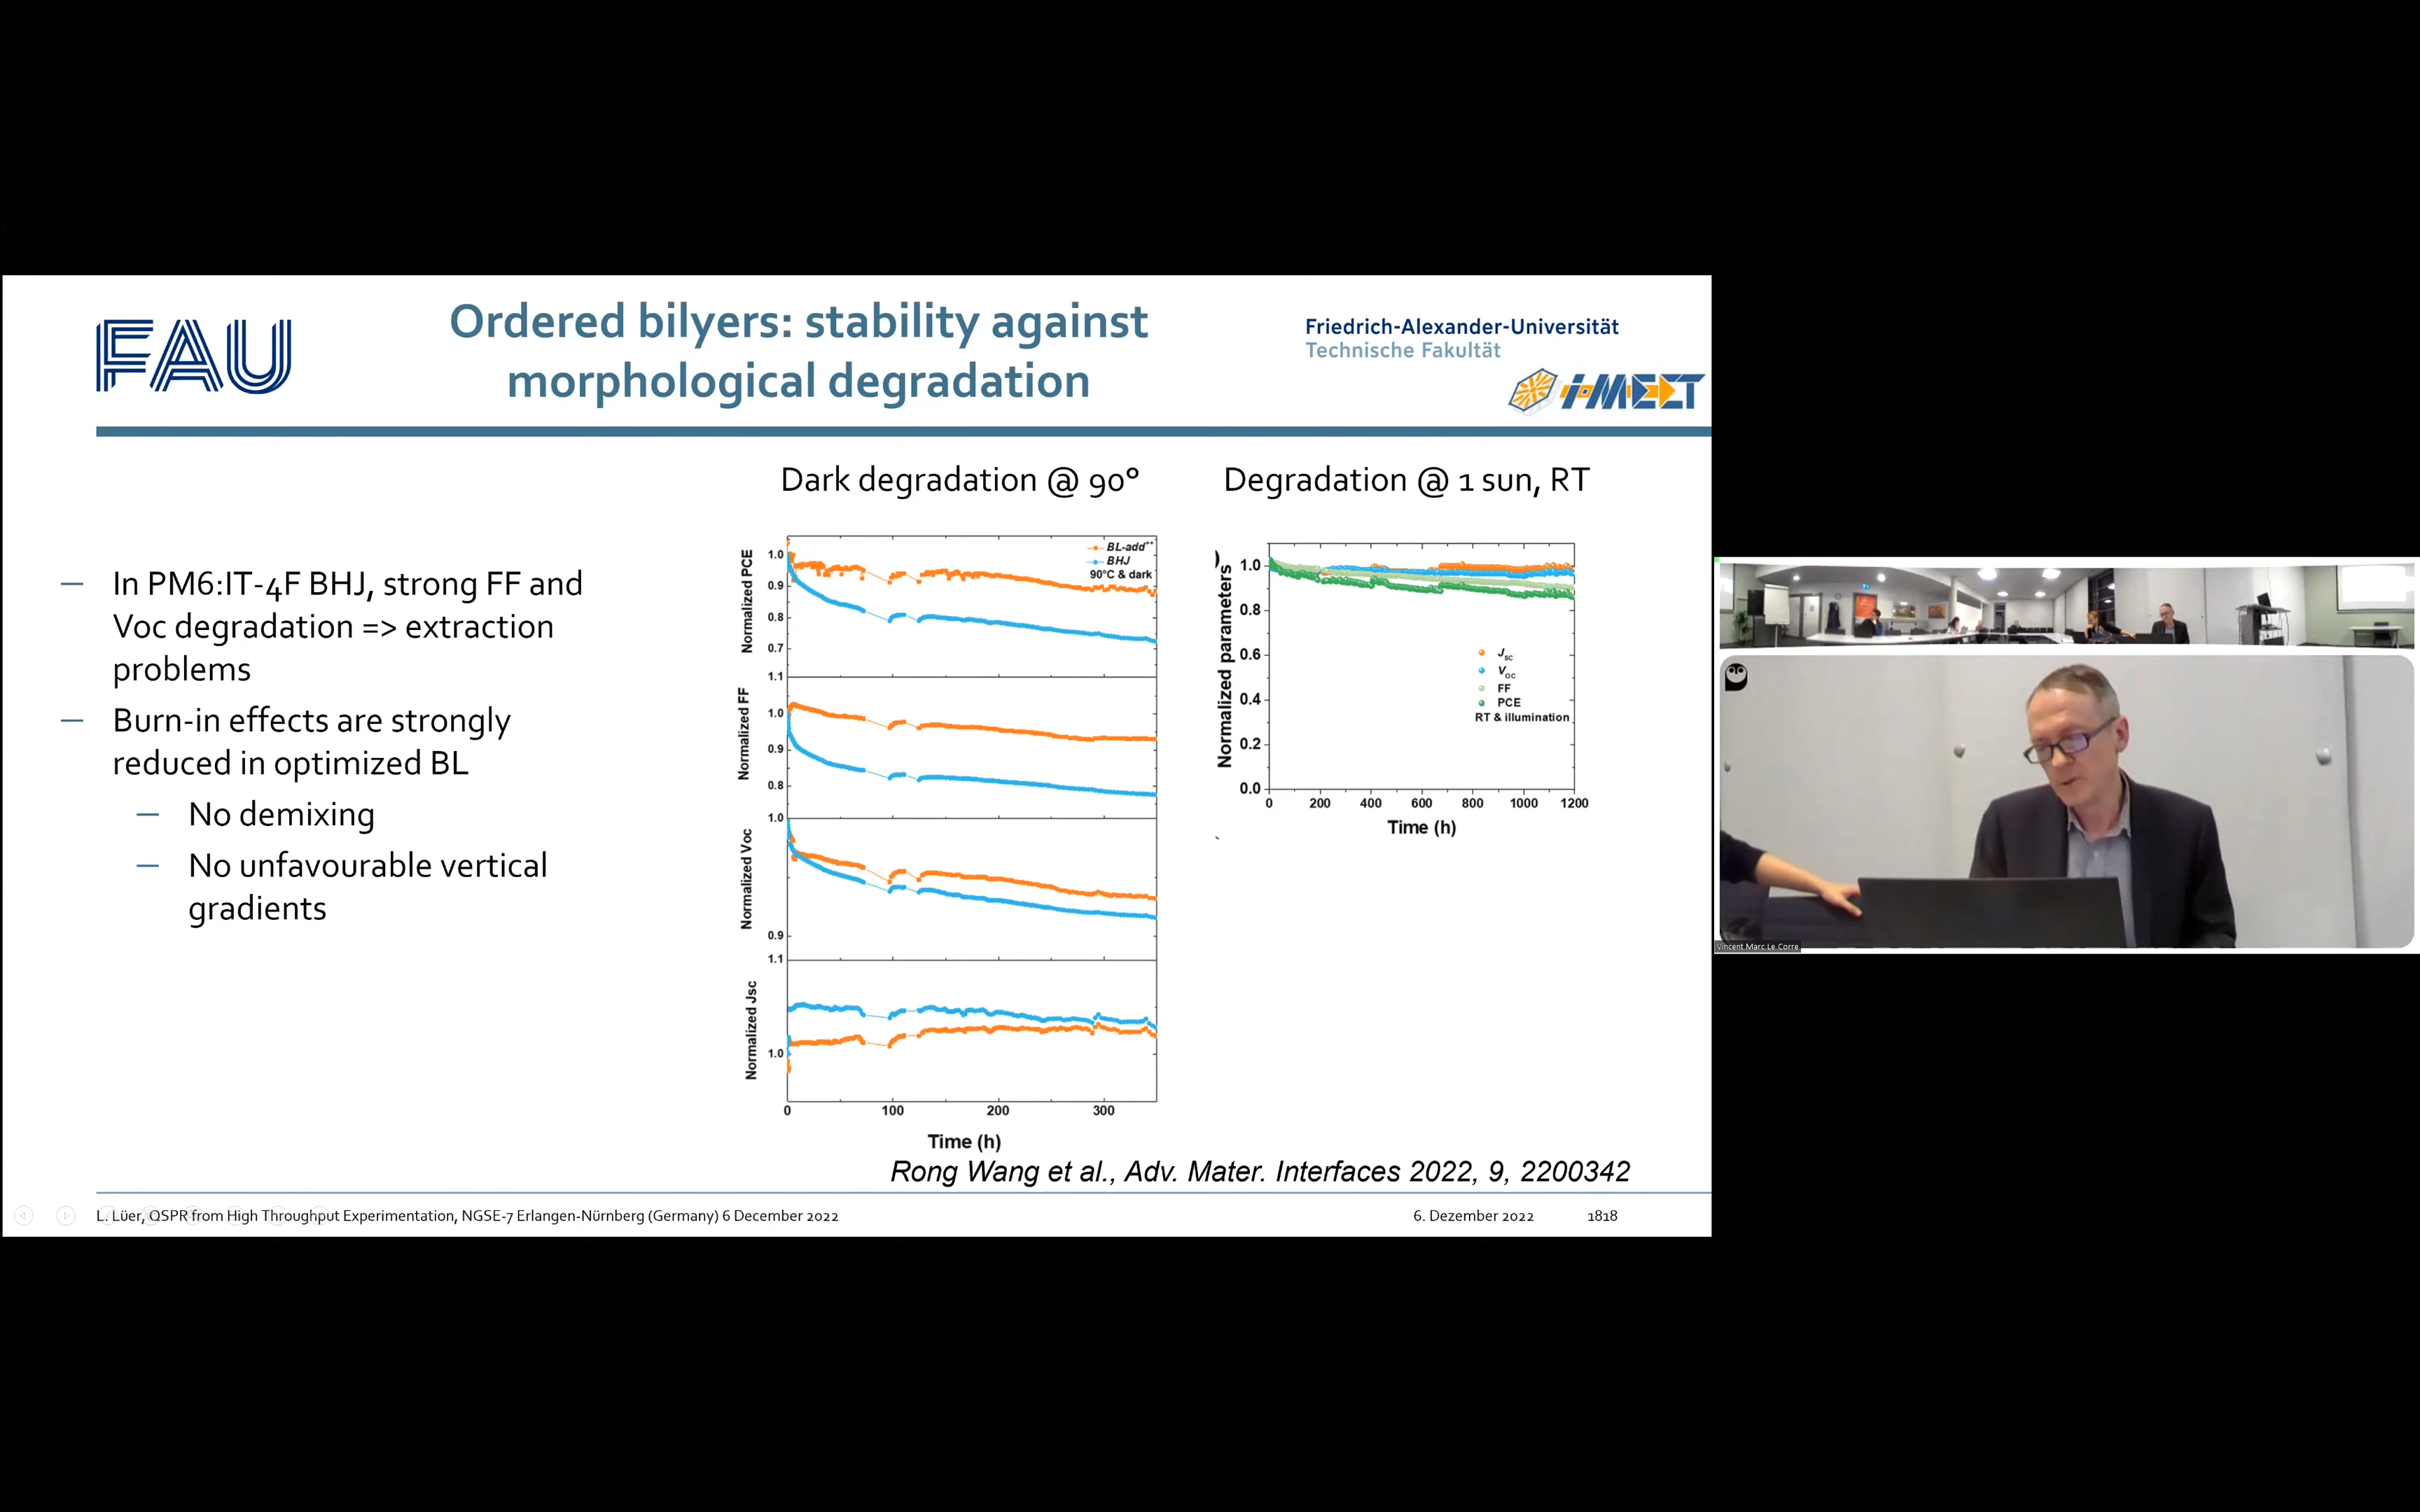 FAU
Ordered bilyers: stability against
morphological degradation
Friedrich-Alexander-Universität
Technische Fakultät
i-MEET
Dark degradation @ 90°
Degradation @ 1 sun, RT
— In PM6:IT-4F BHJ, strong FF and
Voc degradation => extraction
problems
— Burn-in effects are strongly
reduced in optimized BL
— No demixing
— No unfavourable vertical
gradients
Normalized PCE
1.0
0.9
0.8
0.7
BL-add++
BHJ
90°C & dark
Normalized FF
1.1
1.0
0.9
0.8
Normalized Voc
1.0
0.9
Normalized Jsc
1.1
1.0
0 100 200 300
Time (h)
)
Normalized parameters
1.0
0.8
0.6
0.4
0.2
0.0
Jsc
Voc
FF
PCE
RT & illumination
0 200 400 600 800 1000 1200
Time (h)
Rong Wang et al., Adv. Mater. Interfaces 2022, 9, 2200342
L. Lüer, QSPR from High Throughput Experimentation, NGSE-7 Erlangen-Nürnberg (Germany) 6 December 2022
6. Dezember 2022
1818
Vincent Marc Le Corre